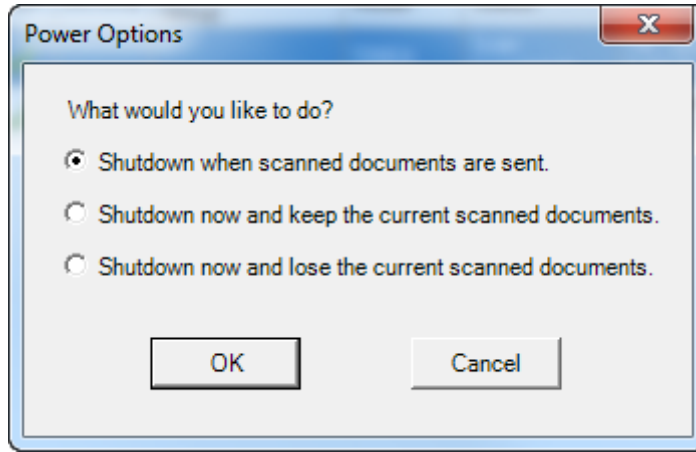 Power Options
What would you like to do?
Shutdown when scanned documents are sent.
Shutdown now and keep the current scanned documents.
Shutdown now and lose the current scanned documents.
OK Cancel